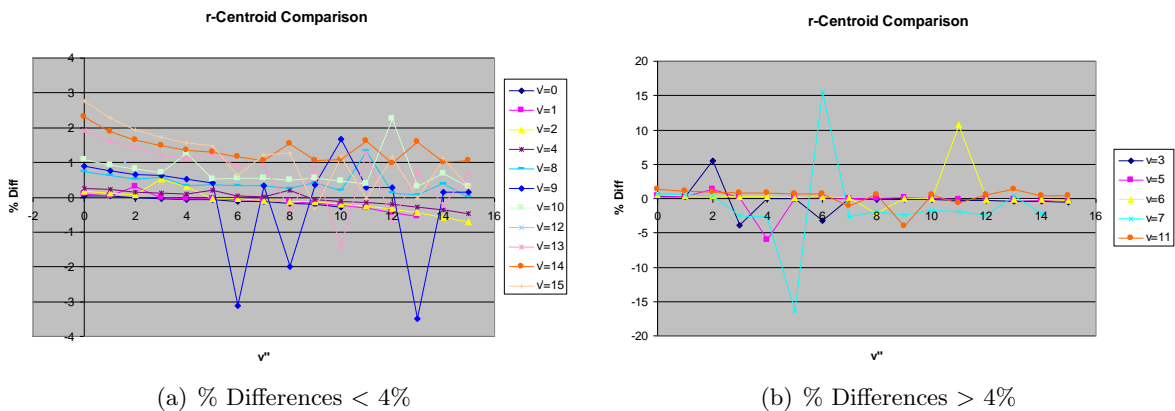 r-Centroid Comparison
4
3
2
1
0
-1
-2
-3
-4
% Diff
-2 0 2 4 6 8 10 12 14 16
v"
v=0
v=1
v=2
v=4
v=8
v=9
v=10
v=12
v=13
v=14
v=15
(a) % Differences < 4%
r-Centroid Comparison
20
15
10
5
0
-5
-10
-15
-20
% Diff
0 2 4 6 8 10 12 14 16
v"
v=3
v=5
v=6
v=7
v=11
(b) % Differences > 4%